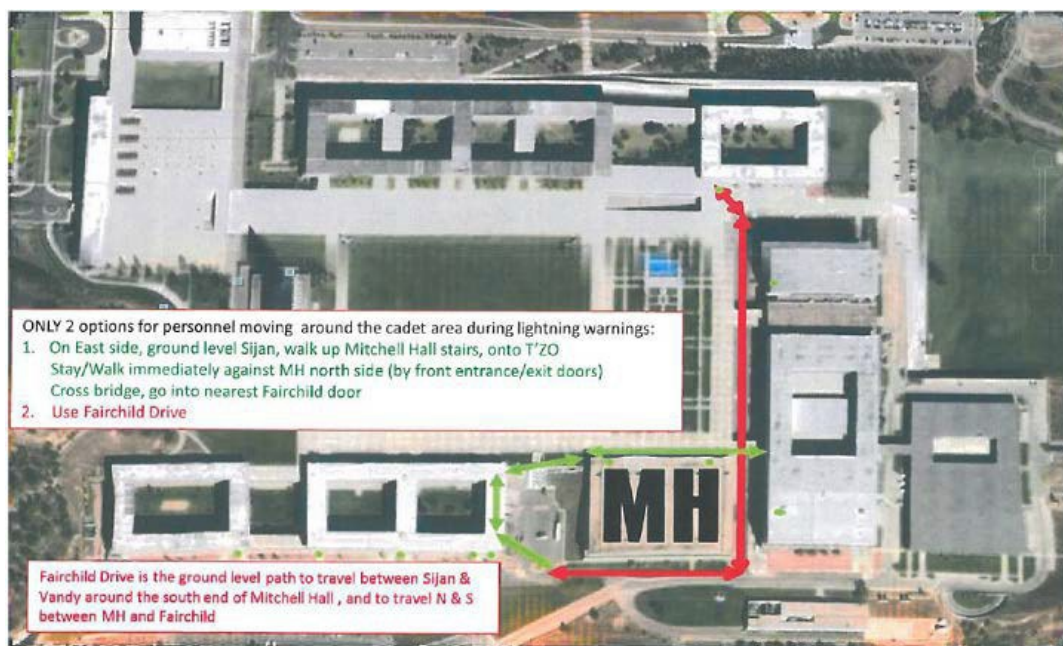 ONLY 2 options for personnel moving around the cadet area during lightning warnings:
1. On East side, ground level Sijan, walk up Mitchell Hall stairs, onto T'ZO
Stay/Walk immediately against MH north side (by front entrance/exit doors)
Cross bridge, go into nearest Fairchild door
2. Use Fairchild Drive
MH
Fairchild Drive is the ground level path to travel between Sijan &
Vandy around the south end of Mitchell Hall , and to travel N & S
between MH and Fairchild